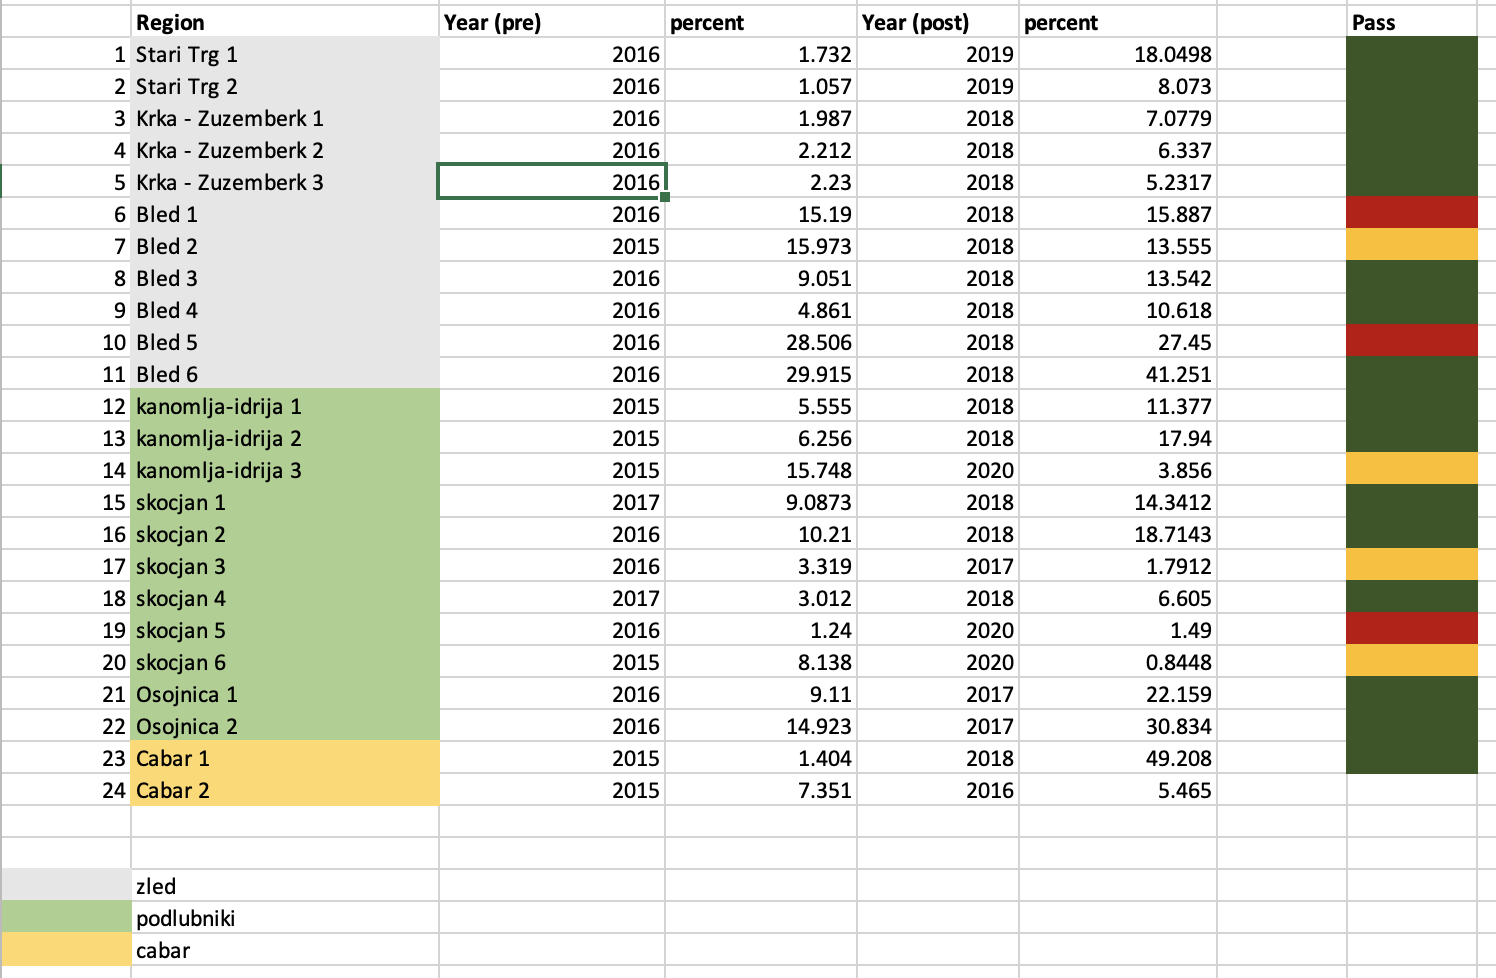 Region Year (pre) percent Year (post) percent Pass
1 Stari Trg 1 2016 1.732 2019 18.0498
2 Stari Trg 2 2016 1.057 2019 8.073
3 Krka - Zuzemberk 1 2016 1.987 2018 7.0779
4 Krka - Zuzemberk 2 2016 2.212 2018 6.337
5 Krka - Zuzemberk 3 2016 2.23 2018 5.2317
6 Bled 1 2016 15.19 2018 15.887
7 Bled 2 2015 15.973 2018 13.555
8 Bled 3 2016 9.051 2018 13.542
9 Bled 4 2016 4.861 2018 10.618
10 Bled 5 2016 28.506 2018 27.45
11 Bled 6 2016 29.915 2018 41.251
12 kanomlja-idrija 1 2015 5.555 2018 11.377
13 kanomlja-idrija 2 2015 6.256 2018 17.94
14 kanomlja-idrija 3 2015 15.748 2020 3.856
15 skocjan 1 2017 9.0873 2018 14.3412
16 skocjan 2 2016 10.21 2018 18.7143
17 skocjan 3 2016 3.319 2017 1.7912
18 skocjan 4 2017 3.012 2018 6.605
19 skocjan 5 2016 1.24 2020 1.49
20 skocjan 6 2015 8.138 2020 0.8448
21 Osojnica 1 2016 9.11 2017 22.159
22 Osojnica 2 2016 14.923 2017 30.834
23 Cabar 1 2015 1.404 2018 49.208
24 Cabar 2 2015 7.351 2016 5.465
zled
podlubniki
cabar